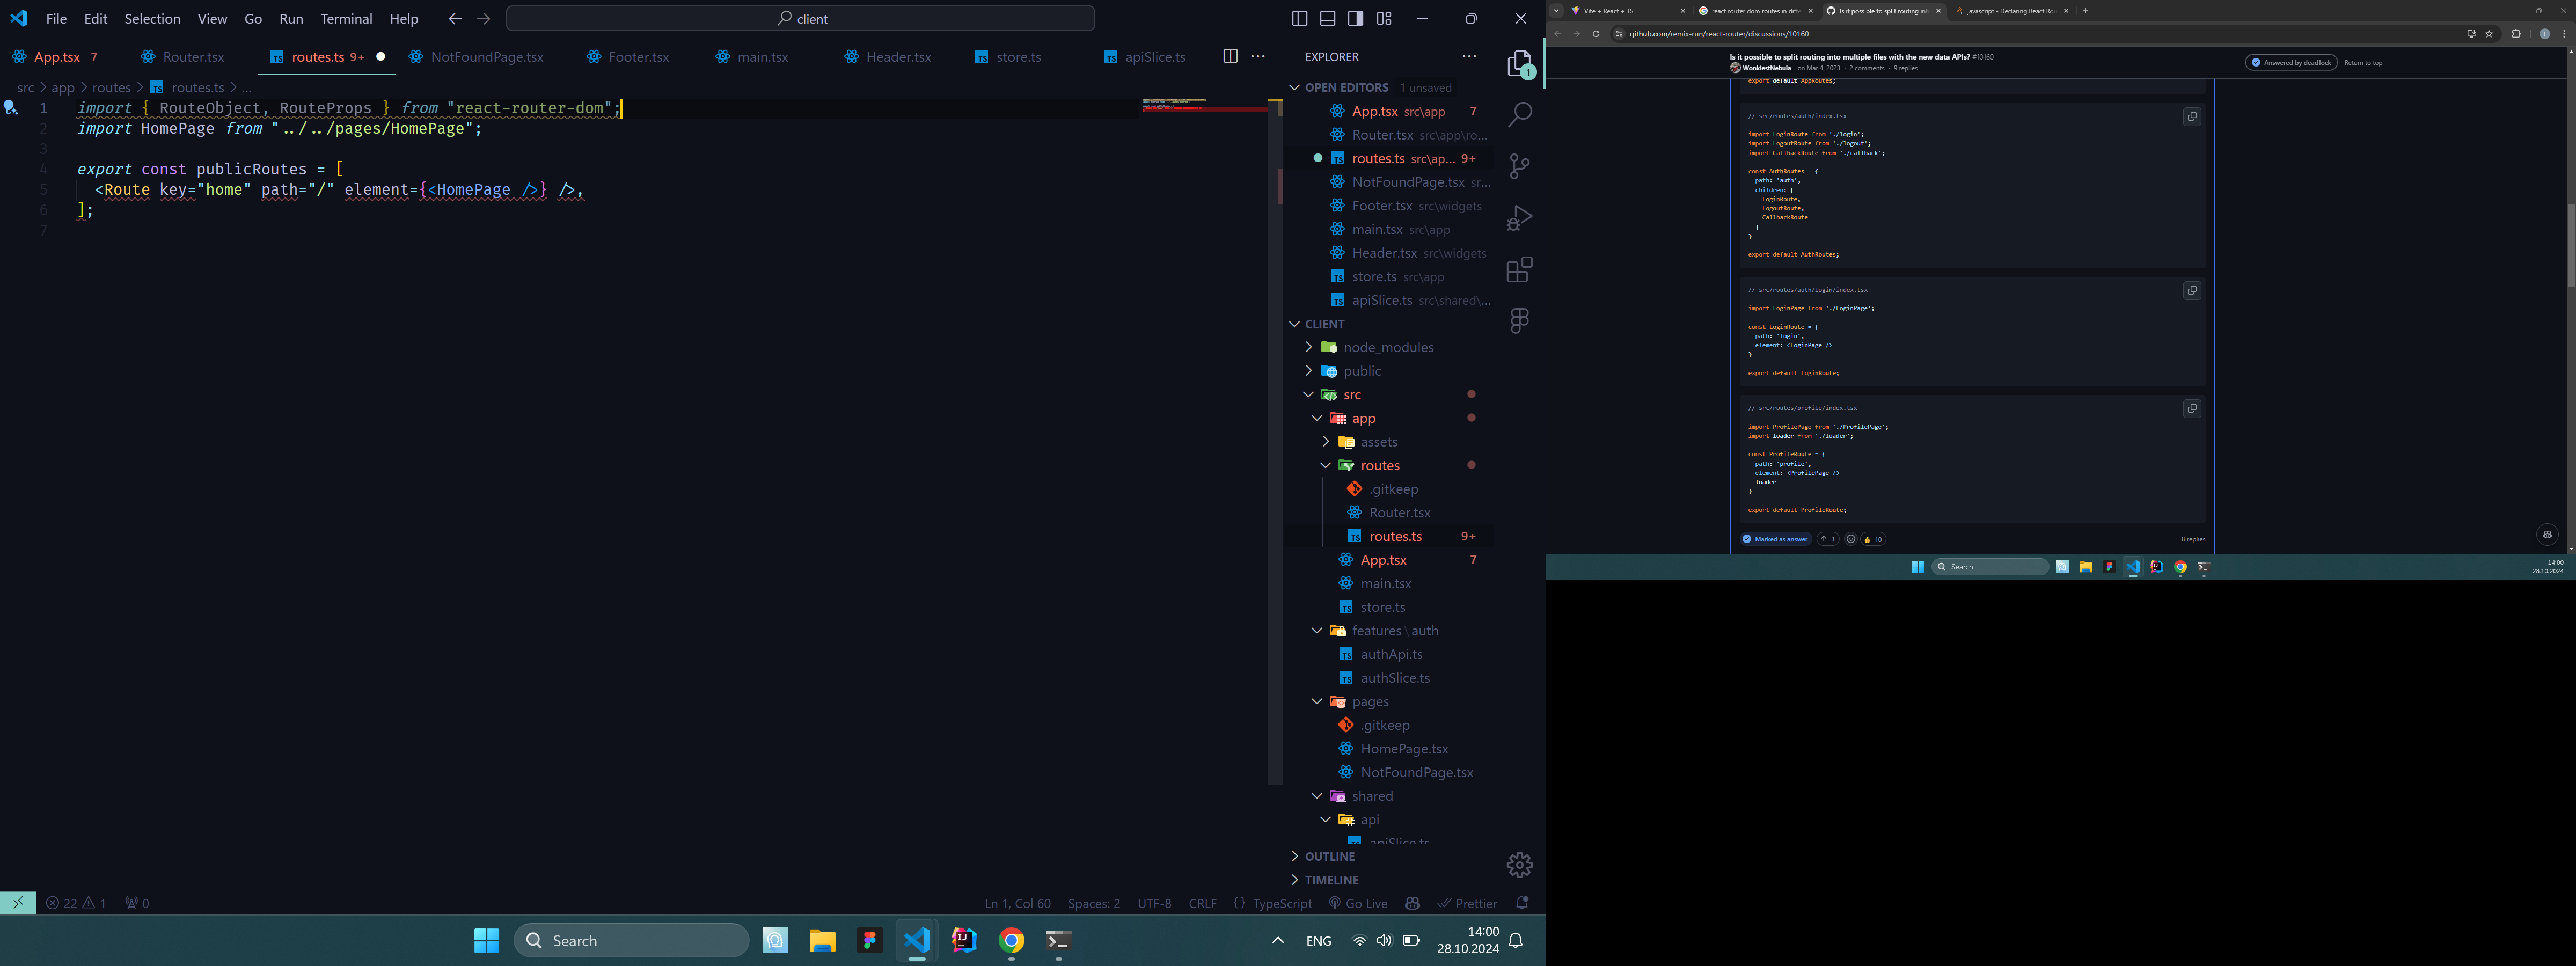 File Edit Selection View Go Run Terminal Help
client
App.tsx 7
Router.tsx
routes.ts 9+
NotFoundPage.tsx
Footer.tsx
main.tsx
Header.tsx
store.ts
apiSlice.ts
src > app > routes > routes.ts > ...
1 import { RouteObject, RouteProps } from "react-router-dom";
2 import HomePage from "../../pages/HomePage";
3
4 export const publicRoutes = [
5 <Route key="home" path="/" element={<HomePage />} />,
6 ];
7
EXPLORER
OPEN EDITORS 1 unsaved
App.tsx src\app 7
Router.tsx src\app\ro...
routes.ts src\ap... 9+
NotFoundPage.tsx sr...
Footer.tsx src\widgets
main.tsx src\app
Header.tsx src\widgets
store.ts src\app
apiSlice.ts src\shared\...
CLIENT
node_modules
public
src
app
assets
routes
.gitkeep
Router.tsx
routes.ts 9+
App.tsx 7
main.tsx
store.ts
features\auth
authApi.ts
authSlice.ts
pages
.gitkeep
HomePage.tsx
NotFoundPage.tsx
shared
api
apiSlice.ts
OUTLINE
TIMELINE
1
22 1 0
Ln 1, Col 60 Spaces: 2 UTF-8 CRLF {} TypeScript Go Live Prettier
Search
ENG
14:00
28.10.2024
Vite + React + TS
react router dom routes in diffe
Is it possible to split routing int
javascript - Declaring React Ro
github.com/remix-run/react-router/discussions/10160
Is it possible to split routing into multiple files with the new data APIs? #10160
WonkiestNebula on Mar 4, 2023 · 2 comments · 9 replies
Answered by deadlock Return to top
export default AppRoutes;
// src/routes/auth/index.tsx
import LoginRoute from './login';
import LogoutRoute from './logout';
import CallbackRoute from './callback';
const AuthRoutes = {
path: 'auth',
children: [
LoginRoute,
LogoutRoute,
CallbackRoute
]
}
export default AuthRoutes;
// src/routes/auth/login/index.tsx
import LoginPage from './LoginPage';
const LoginRoute = {
path: 'login',
element: <LoginPage />
}
export default LoginRoute;
// src/routes/profile/index.tsx
import ProfilePage from './ProfilePage';
import loader from './loader';
const ProfileRoute = {
path: 'profile',
element: <ProfilePage />
loader
}
export default ProfileRoute;
Marked as answer 3 10
8 replies
Search
14:00
28.10.2024